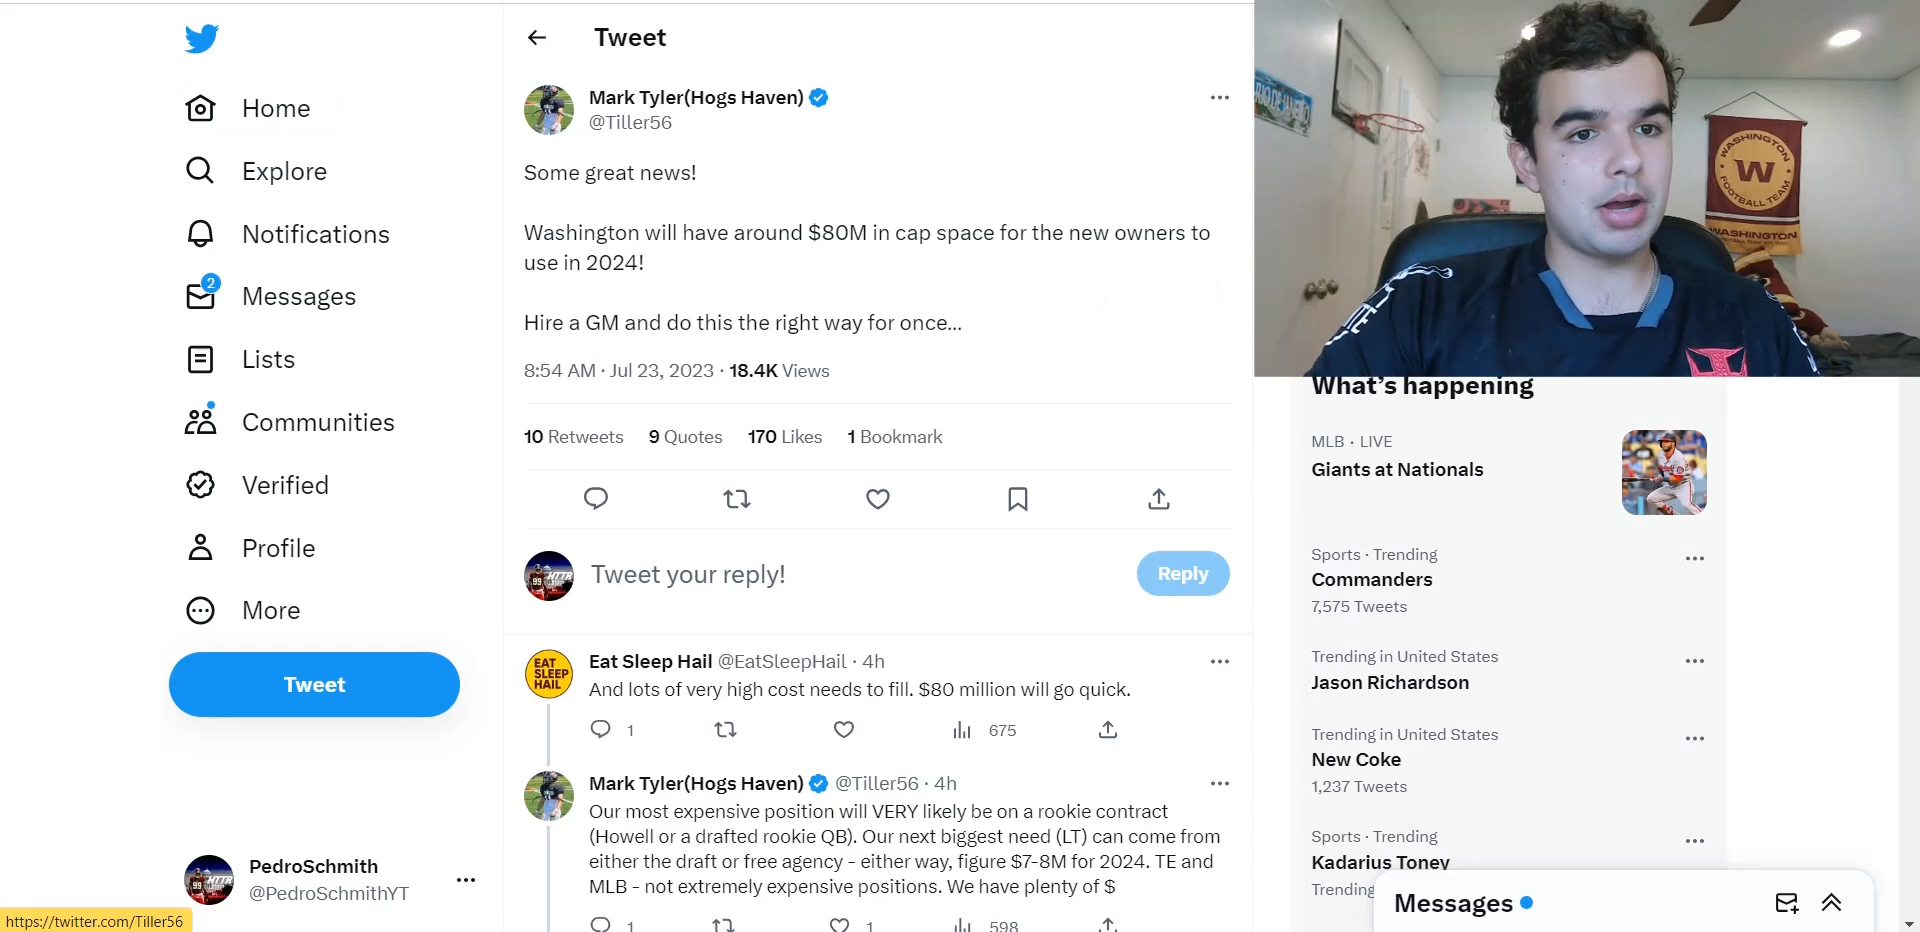 Home
Explore
Notifications
2
Messages
Lists
Communities
Verified
Profile
More
Tweet
PedroSchmith
@PedroSchmithYT
https://twitter.com/Tiller56
Tweet
Mark Tyler(Hogs Haven)
@Tiller56
Some great news!
Washington will have around $80M in cap space for the new owners to
use in 2024!
Hire a GM and do this the right way for once...
8:54 AM · Jul 23, 2023 · 18.4K Views
10 Retweets 9 Quotes 170 Likes 1 Bookmark
HTTR
Tweet your reply!
Reply
EAT
SLEEP
HAIL
Eat Sleep Hail @EatSleepHail · 4h
And lots of very high cost needs to fill. $80 million will go quick.
1 675
Mark Tyler(Hogs Haven) @Tiller56 · 4h
Our most expensive position will VERY likely be on a rookie contract
(Howell or a drafted rookie QB). Our next biggest need (LT) can come from
either the draft or free agency - either way, figure $7-8M for 2024. TE and
MLB - not extremely expensive positions. We have plenty of $
1 1 598
WASHINGTON
W
FOOTBALL TEAM
WASHINGTON
What's happening
MLB · LIVE
Giants at Nationals
Sports · Trending
Commanders
7,575 Tweets
Trending in United States
Jason Richardson
Trending in United States
New Coke
1,237 Tweets
Sports · Trending
Kadarius Toney
Trending
Messages